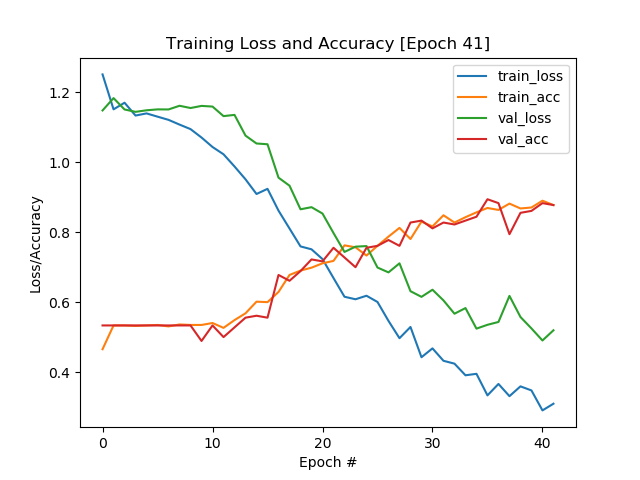 Training Loss and Accuracy [Epoch 41]
train_loss
train_acc
val_loss
val_acc
1.2
1.0
0.8
0.6
0.4
Loss/Accuracy
0 10 20 30 40
Epoch #